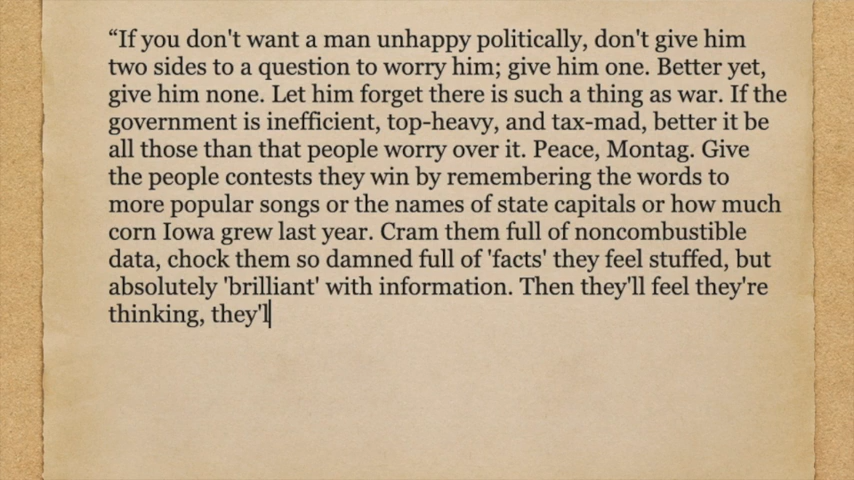 “If you don't want a man unhappy politically, don't give him
two sides to a question to worry him; give him one. Better yet,
give him none. Let him forget there is such a thing as war. If the
government is inefficient, top-heavy, and tax-mad, better it be
all those than that people worry over it. Peace, Montag. Give
the people contests they win by remembering the words to
more popular songs or the names of state capitals or how much
corn Iowa grew last year. Cram them full of noncombustible
data, chock them so damned full of 'facts' they feel stuffed, but
absolutely 'brilliant' with information. Then they'll feel they're
thinking, they'l